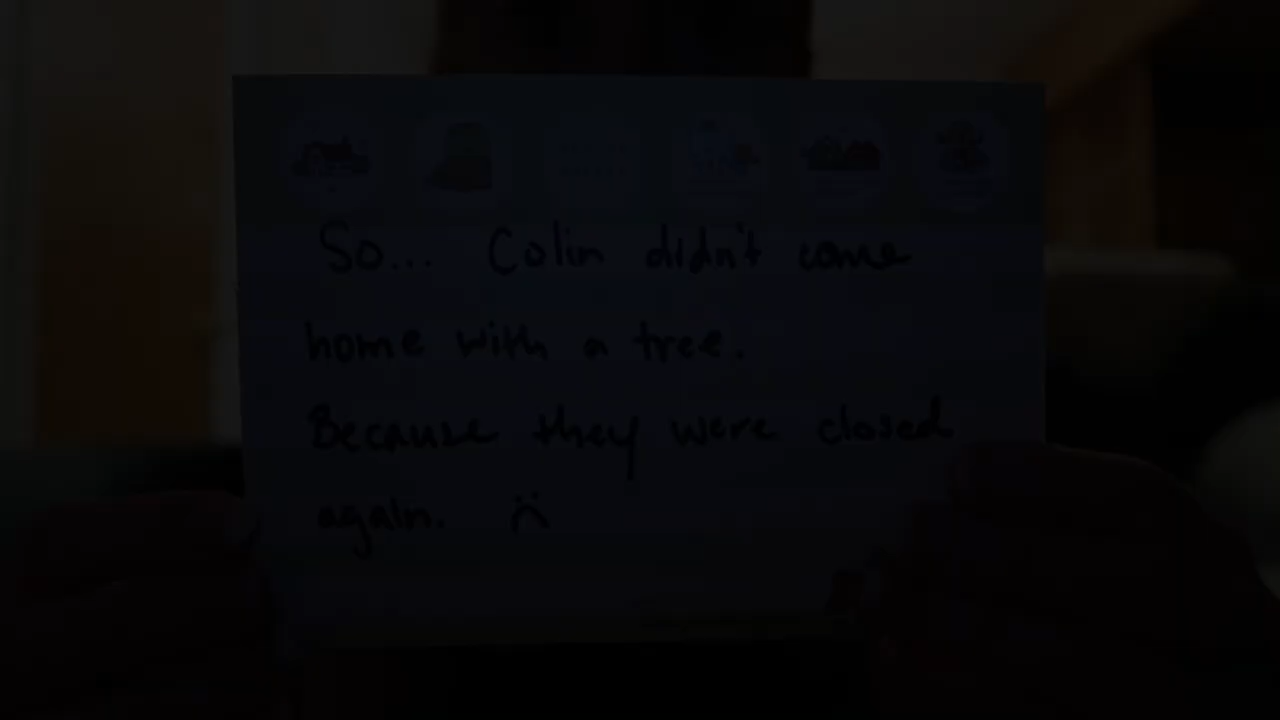 So... Colin didn't come
home with a tree.
Because they were closed
again. :(